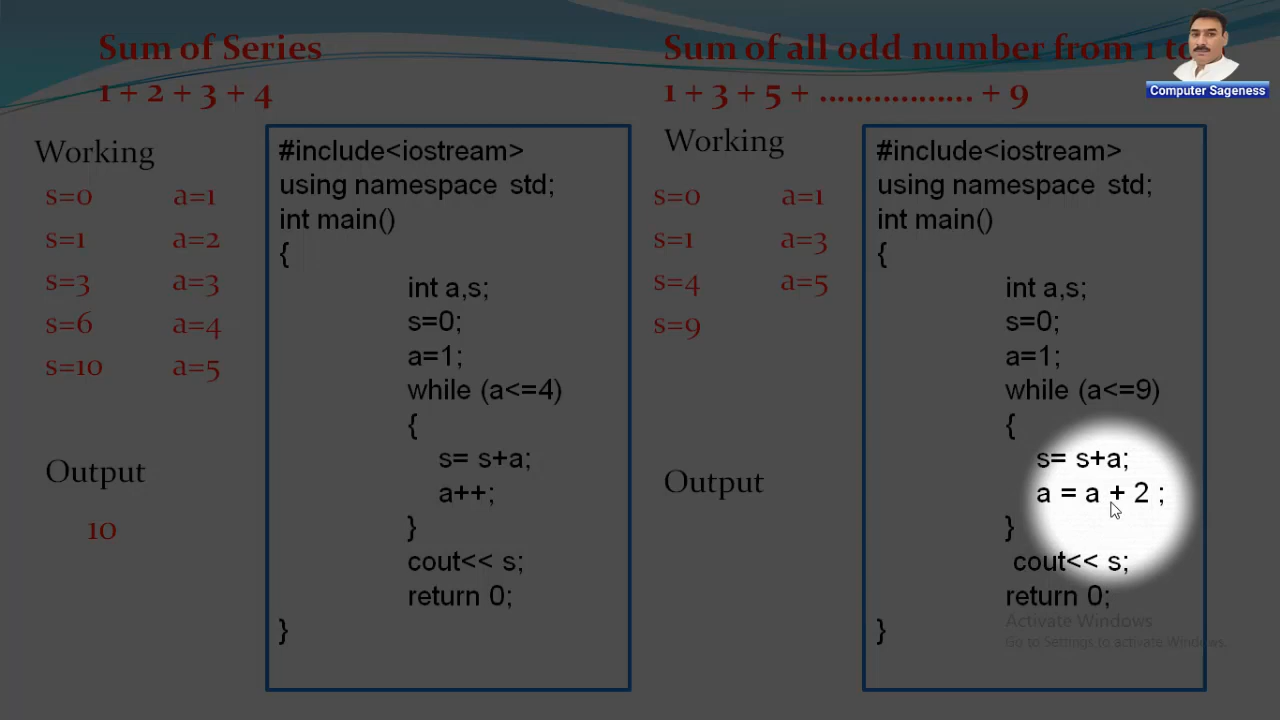 Sum of Series
1 + 2 + 3 + 4
Working
s=0 a=1
s=1 a=2
s=3 a=3
s=6 a=4
s=10 a=5
Output
10
#include<iostream>
using namespace std;
int main()
{
int a,s;
s=0;
a=1;
while (a<=4)
{
s= s+a;
a++;
}
cout<< s;
return 0;
}
Sum of all odd number from 1 to
1 + 3 + 5 + ................. + 9
Working
s=0 a=1
s=1 a=3
s=4 a=5
s=9
Output
#include<iostream>
using namespace std;
int main()
{
int a,s;
s=0;
a=1;
while (a<=9)
{
s= s+a;
a = a + 2 ;
}
cout<< s;
return 0;
}
Computer Sageness
Activate Windows
Go to Settings to activate Windows.